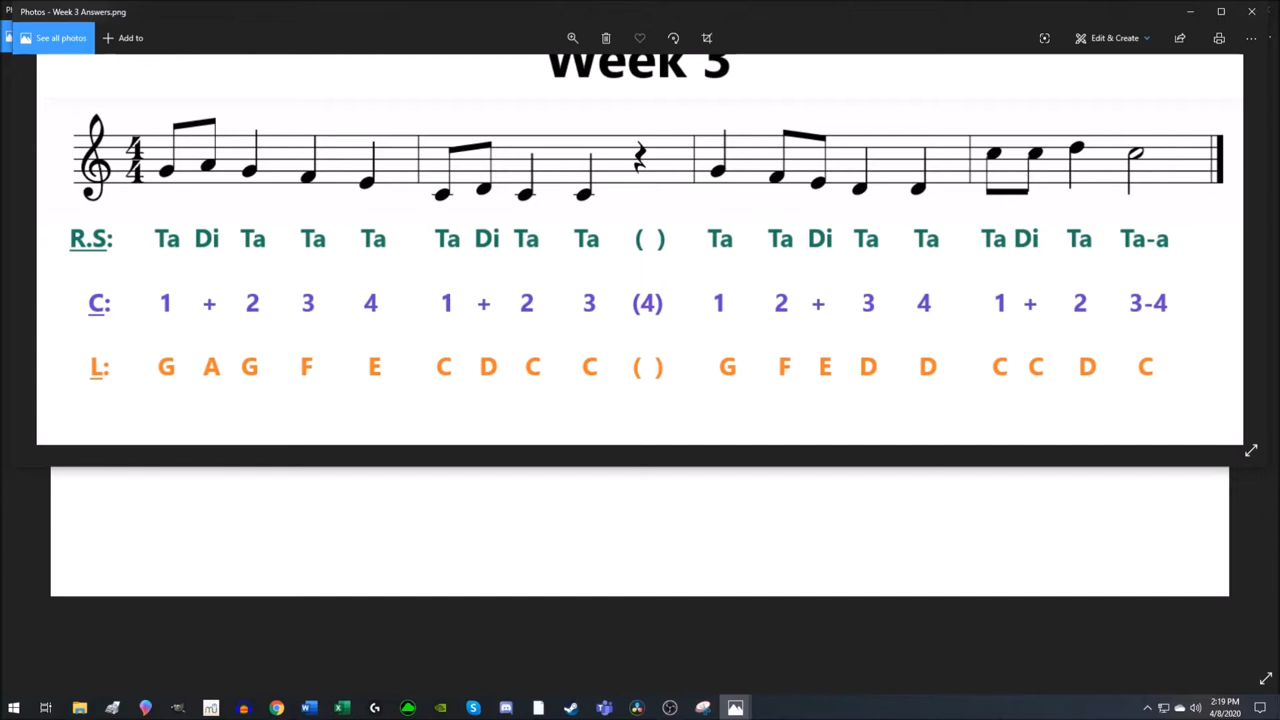 Photos - Week 3 Answers.png
See all photos
Add to
Edit & Create
Week 3
4
4
R.S: Ta Di Ta Ta Ta Ta Di Ta Ta ( ) Ta Ta Di Ta Ta Ta Di Ta Ta-a
C: 1 + 2 3 4 1 + 2 3 (4) 1 2 + 3 4 1 + 2 3-4
L: G A G F E C D C C ( ) G F E D D C C D C
2:19 PM
4/8/2020